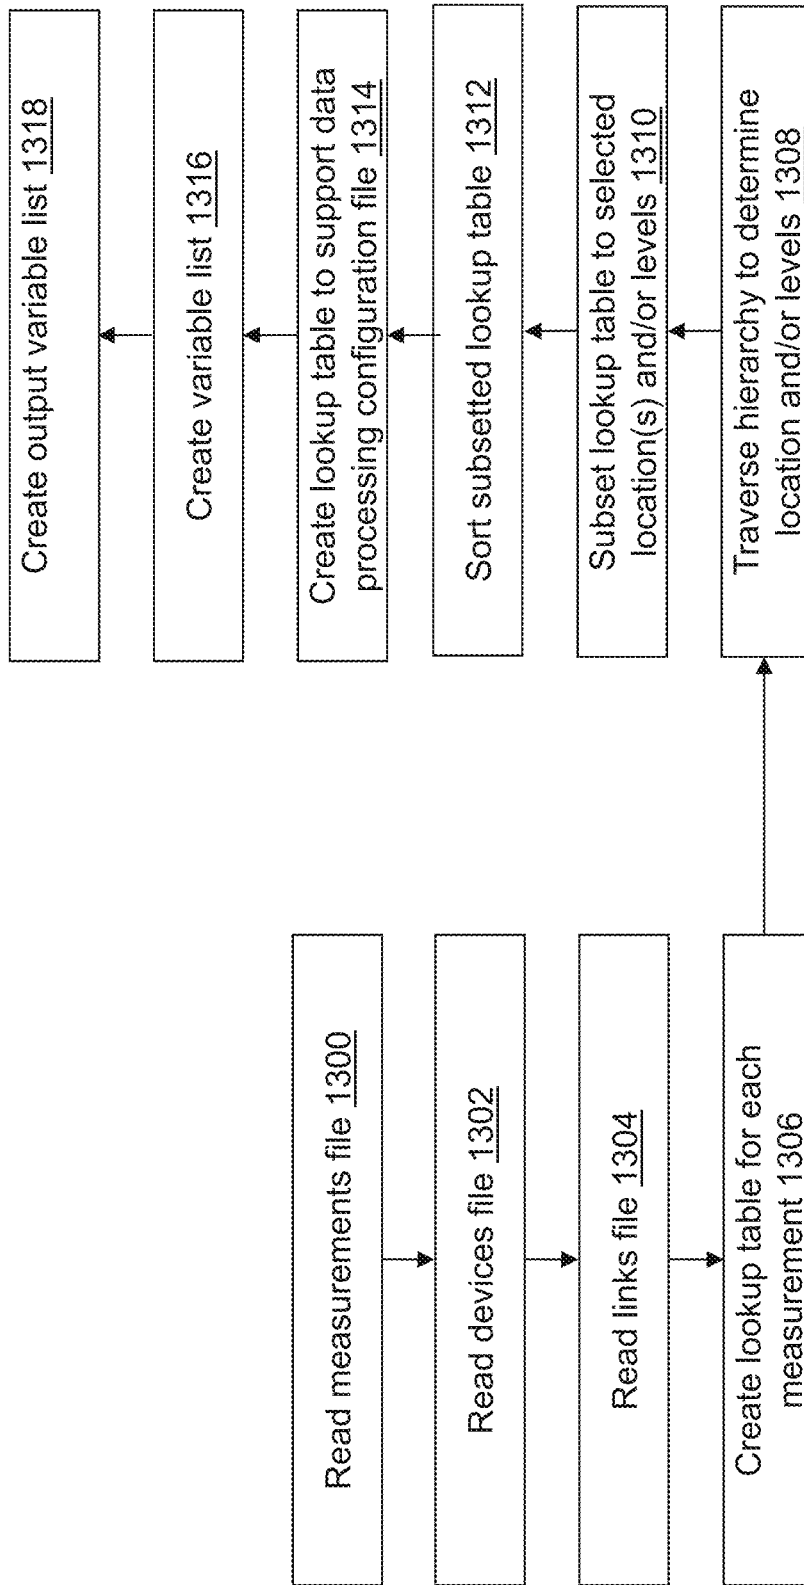 Read measurements file 1300
Read devices file 1302
Read links file 1304
Create lookup table for each
measurement 1306
Traverse hierarchy to determine
location and/or levels 1308
Subset lookup table to selected
location(s) and/or levels 1310
Sort subsetted lookup table 1312
Create lookup table to support data
processing configuration file 1314
Create variable list 1316
Create output variable list 1318